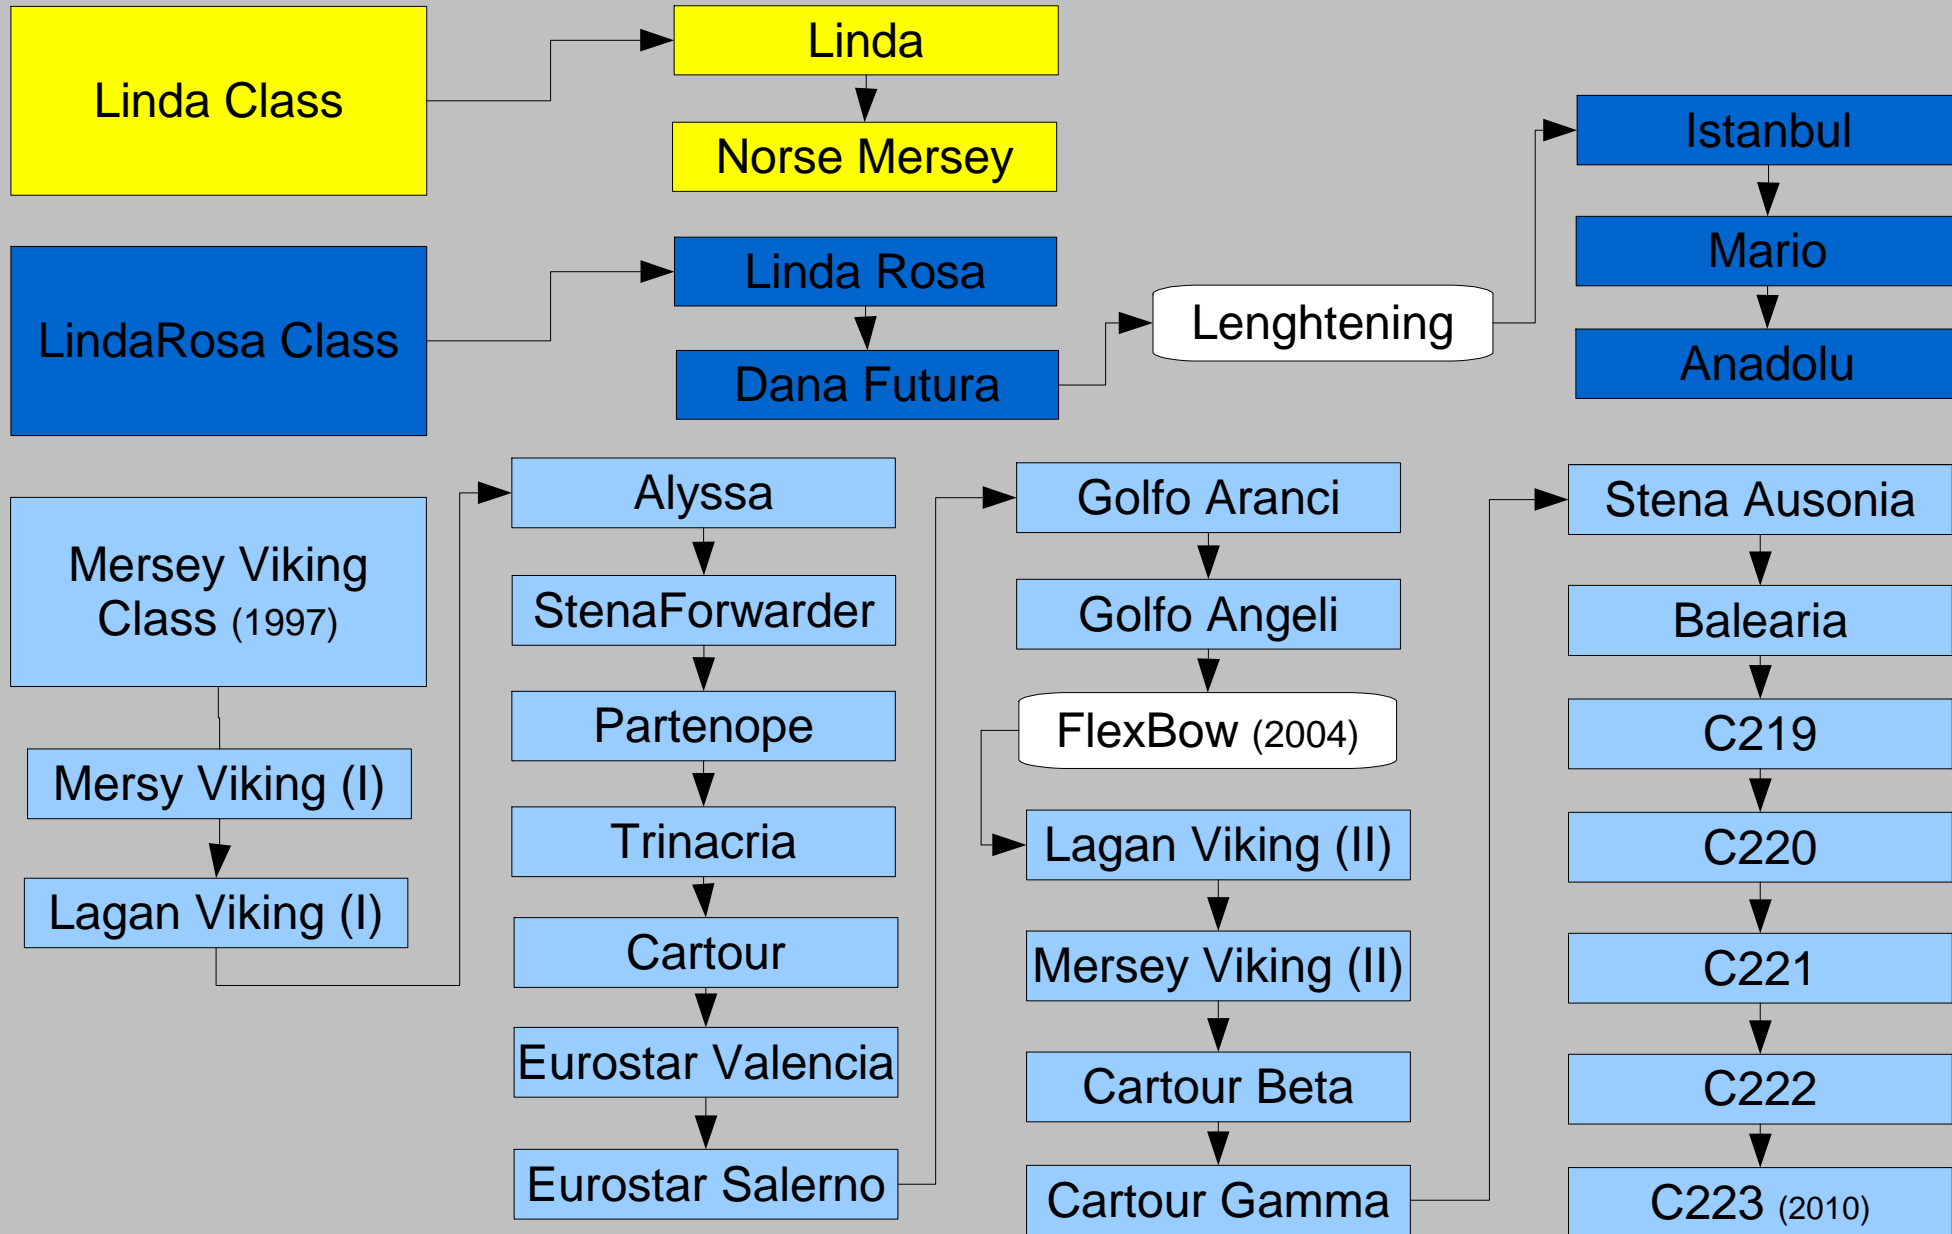 Linda Class
Linda
Norse Mersey
LindaRosa Class
Linda Rosa
Dana Futura
Lenghtening
Istanbul
Mario
Anadolu
Mersey Viking
Class (1997)
Mersy Viking (I)
Lagan Viking (I)
Alyssa
StenaForwarder
Partenope
Trinacria
Cartour
Eurostar Valencia
Eurostar Salerno
Golfo Aranci
Golfo Angeli
FlexBow (2004)
Lagan Viking (II)
Mersey Viking (II)
Cartour Beta
Cartour Gamma
Stena Ausonia
Balearia
C219
C220
C221
C222
C223 (2010)